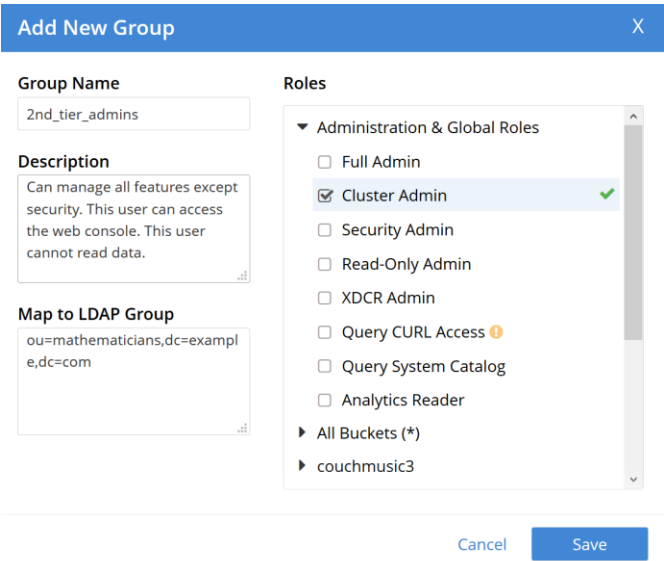 Add New Group
X
Group Name
2nd_tier_admins
Description
Can manage all features except
security. This user can access
the web console. This user
cannot read data.
Map to LDAP Group
ou=mathematicians,dc=exampl
e,dc=com
Roles
Administration & Global Roles
Full Admin
Cluster Admin
Security Admin
Read-Only Admin
XDCR Admin
Query CURL Access
Query System Catalog
Analytics Reader
All Buckets (*)
couchmusic3
Cancel
Save